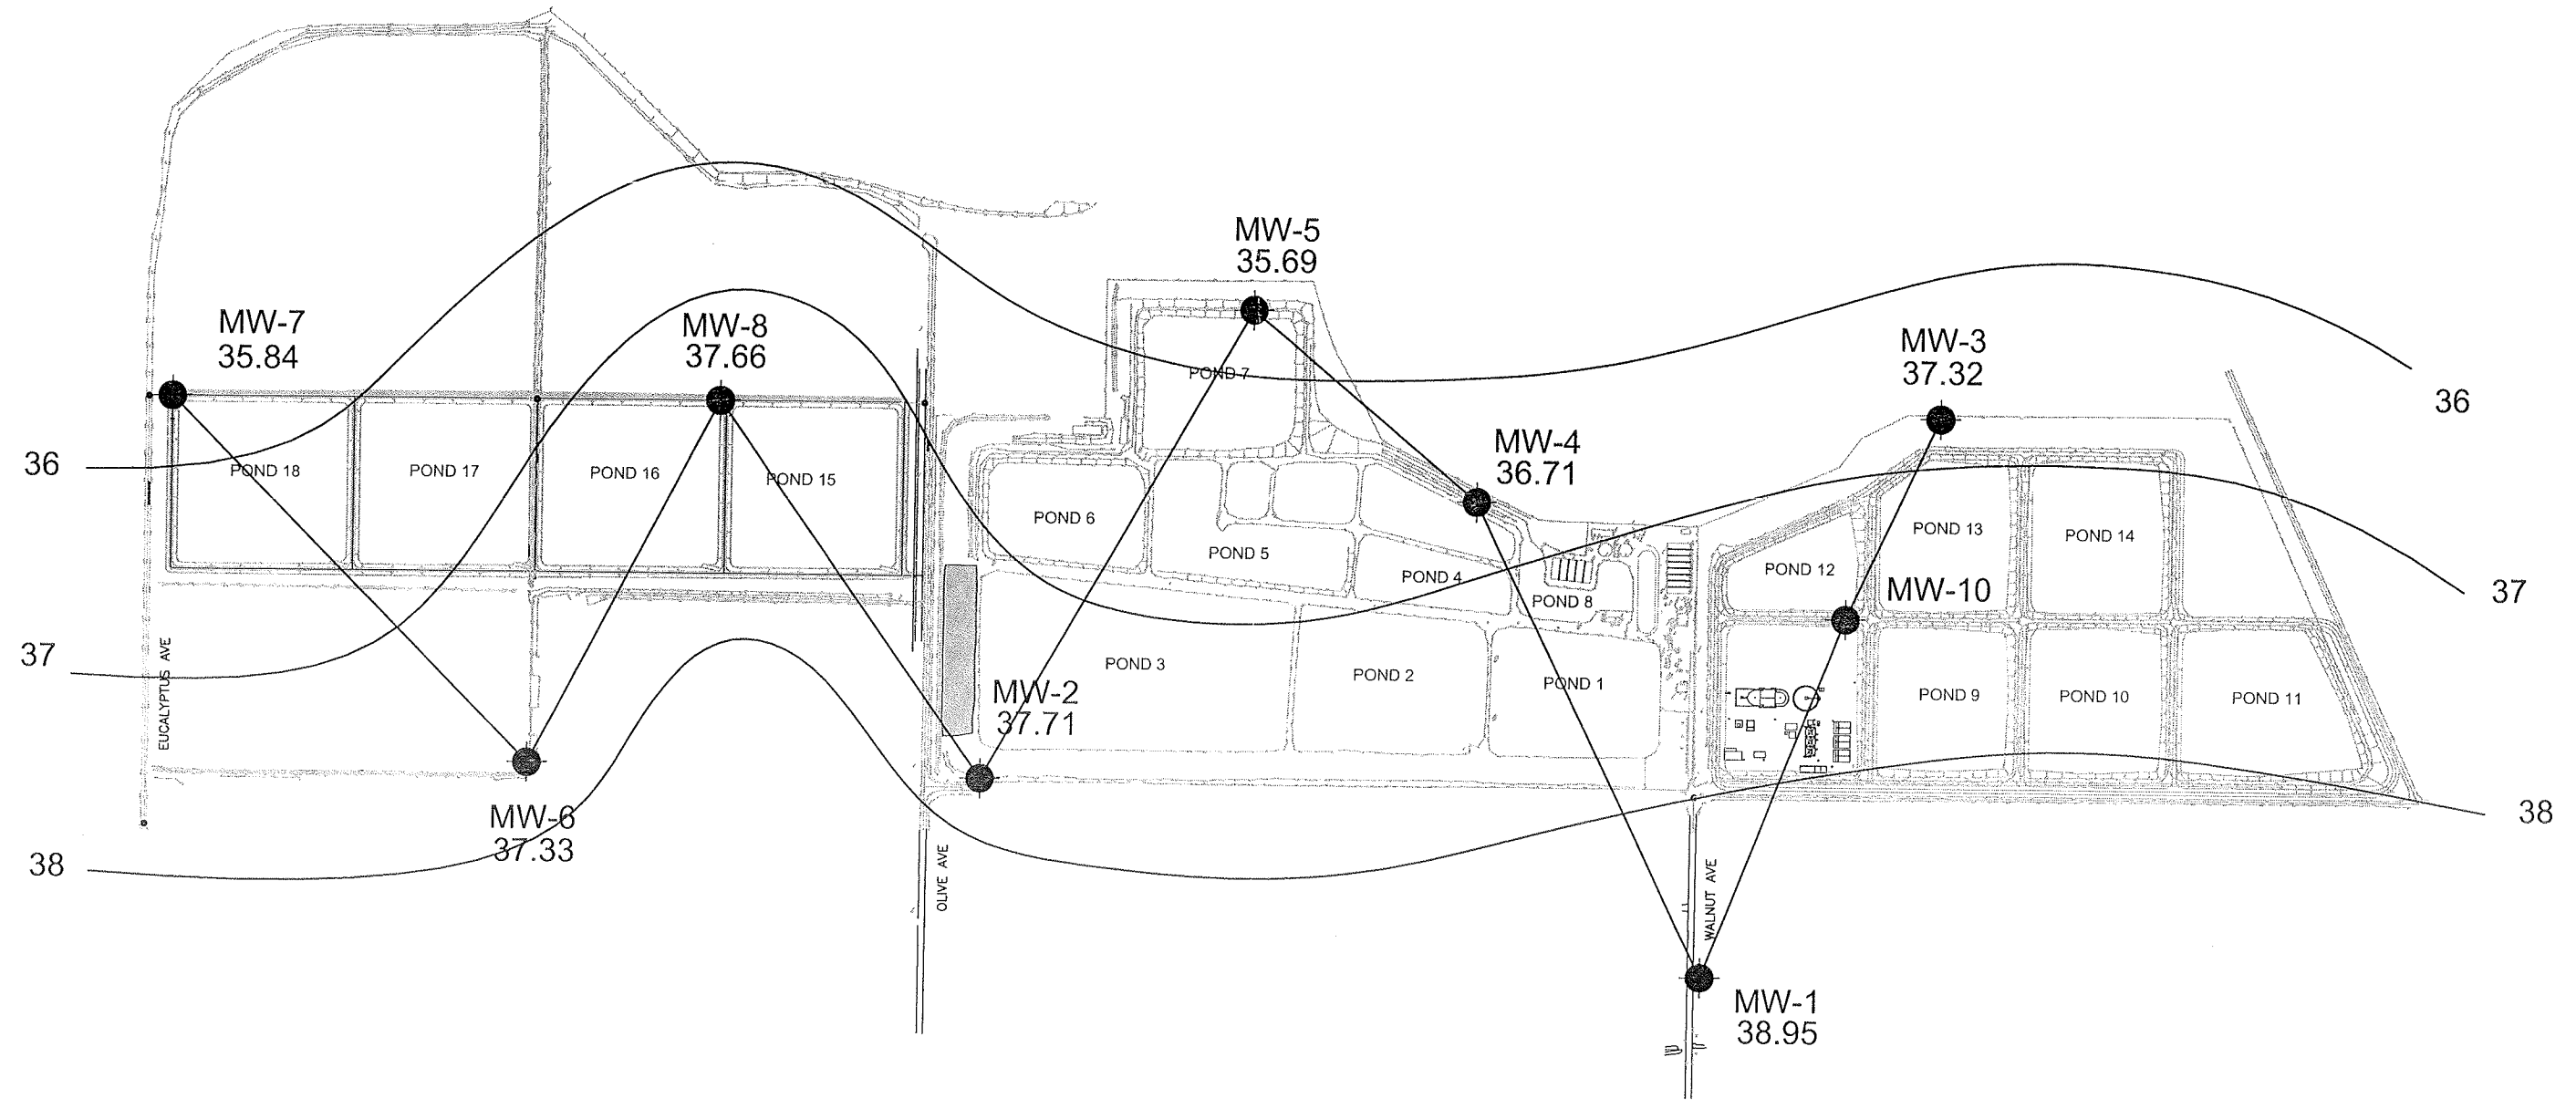 MW-5
35.69
MW-7
35.84
MW-8
37.66
MW-3
37.32
36
POND 7
36
MW-4
36.71
POND 18
POND 17
POND 16
POND 15
POND 6
POND 5
POND 4
POND 8
POND 12
POND 13
POND 14
MW-10
37
37
EUCALYPTUS AVE
POND 3
POND 2
POND 1
POND 9
POND 10
POND 11
MW-2
37.71
MW-6
37.33
38
38
OLIVE AVE
WALNUT AVE
MW-1
38.95